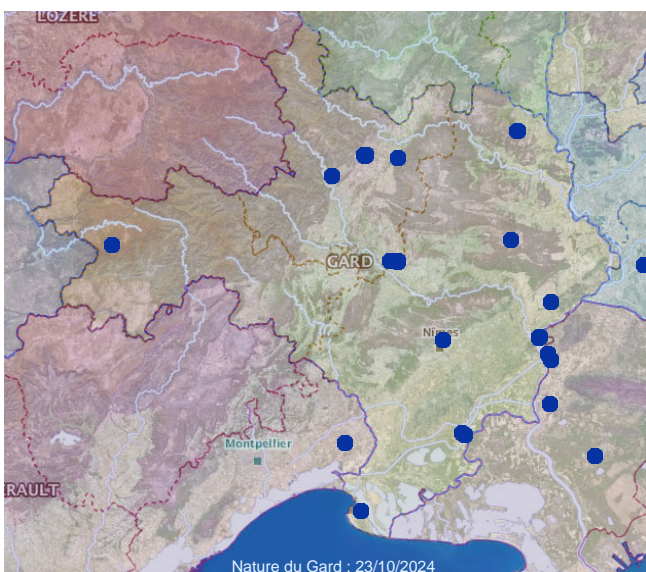 LOZERE
GARD
Nîmes
Montpellier
RAULT
Nature du Gard : 23/10/2024